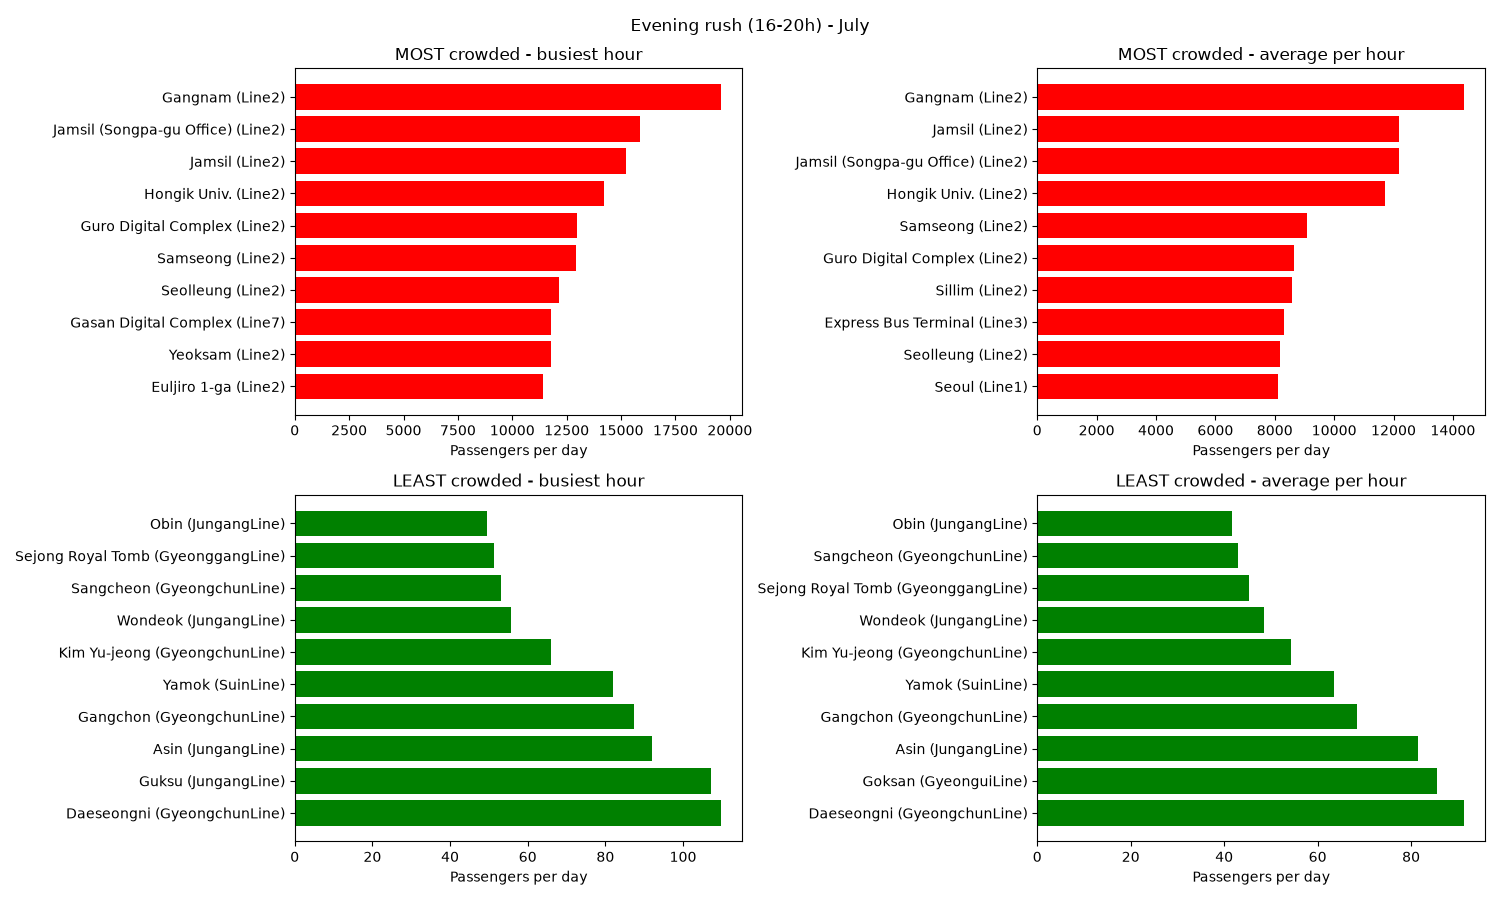 Evening rush (16-20h) - July
MOST crowded - busiest hour
Gangnam (Line2)
Jamsil (Songpa-gu Office) (Line2)
Jamsil (Line2)
Hongik Univ. (Line2)
Guro Digital Complex (Line2)
Samseong (Line2)
Seolleung (Line2)
Gasan Digital Complex (Line7)
Yeoksam (Line2)
Euljiro 1-ga (Line2)
0 2500 5000 7500 10000 12500 15000 17500 20000
Passengers per day
MOST crowded - average per hour
Gangnam (Line2)
Jamsil (Line2)
Jamsil (Songpa-gu Office) (Line2)
Hongik Univ. (Line2)
Samseong (Line2)
Guro Digital Complex (Line2)
Sillim (Line2)
Express Bus Terminal (Line3)
Seolleung (Line2)
Seoul (Line1)
0 2000 4000 6000 8000 10000 12000 14000
Passengers per day
LEAST crowded - busiest hour
Obin (JungangLine)
Sejong Royal Tomb (GyeonggangLine)
Sangcheon (GyeongchunLine)
Wondeok (JungangLine)
Kim Yu-jeong (GyeongchunLine)
Yamok (SuinLine)
Gangchon (GyeongchunLine)
Asin (JungangLine)
Guksu (JungangLine)
Daeseongni (GyeongchunLine)
0 20 40 60 80 100
Passengers per day
LEAST crowded - average per hour
Obin (JungangLine)
Sangcheon (GyeongchunLine)
Sejong Royal Tomb (GyeonggangLine)
Wondeok (JungangLine)
Kim Yu-jeong (GyeongchunLine)
Yamok (SuinLine)
Gangchon (GyeongchunLine)
Asin (JungangLine)
Goksan (GyeonguiLine)
Daeseongni (GyeongchunLine)
0 20 40 60 80
Passengers per day